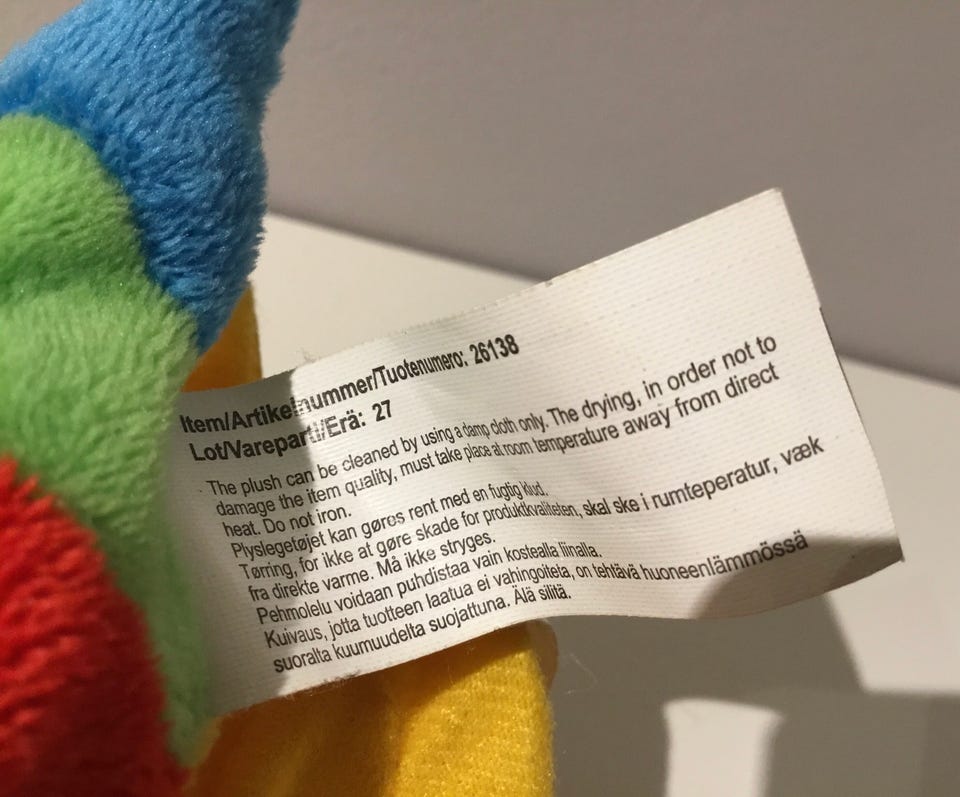 Item/Artikelnummer/Tuotenumero: 26138
Lot/Vareparti/Erä: 27
The plush can be cleaned by using a damp cloth only. The drying, in order not to
damage the item quality, must take place at room temperature away from direct
heat. Do not iron.
Plyslegetøjet kan gøres rent med en fugtig klud.
Tørring, for ikke at gøre skade for produktkvaliteten, skal ske i rumteperatur, væk
fra direkte varme. Må ikke stryges.
Pehmolelu voidaan puhdistaa vain kostealla liinalla.
Kuivaus, jotta tuotteen laatua ei vahingoiteta, on tehtävä huoneenlämmössä
suoralta kuumuudelta suojattuna. Älä silitä.